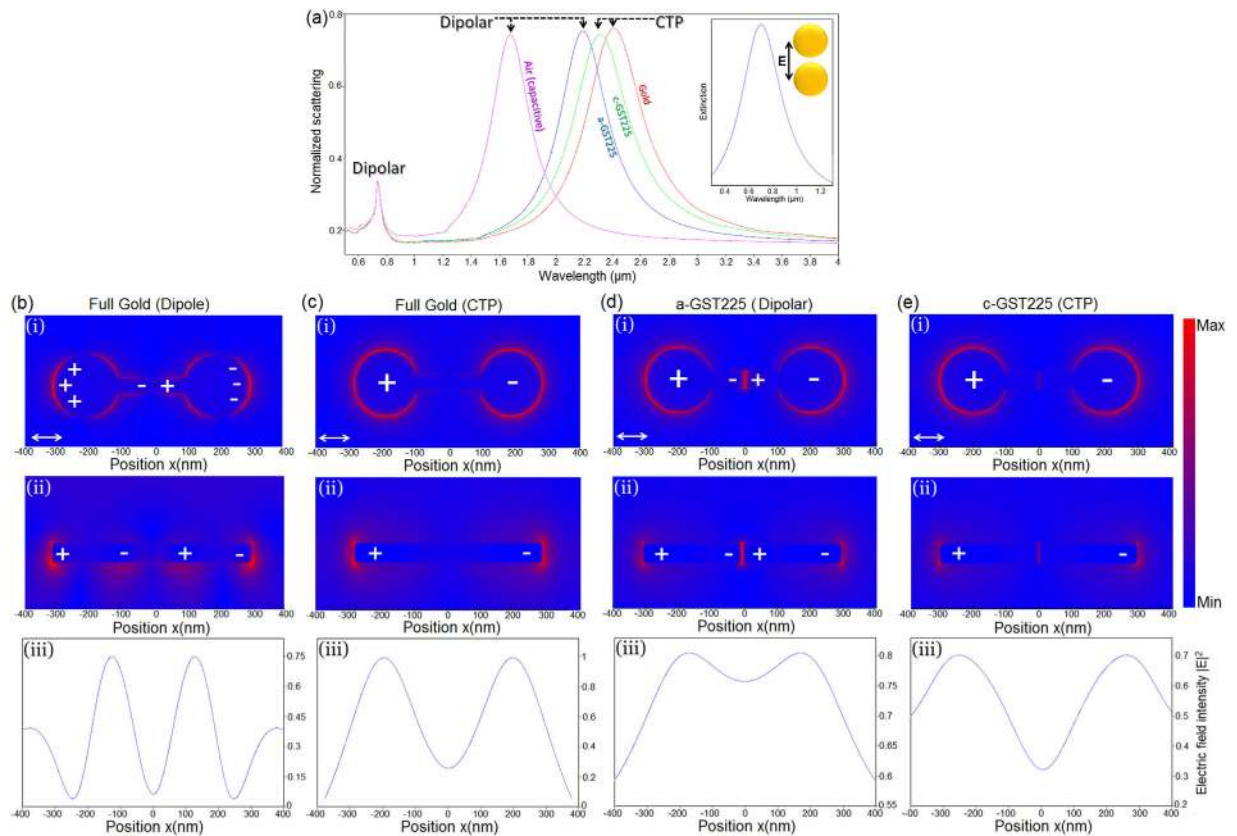 (a)
Dipolar
CTP
Dipolar
Air (capacitive)
a-GST225
c-GST225
Gold
Normalized scattering
0.8
0.6
0.4
0.2
0.6 0.8 1 1.2 1.4 1.6 1.8 2 2.2 2.4 2.6 2.8 3 3.2 3.4 3.6 3.8 4
Wavelength (μm)
E
Extinction
0.4 0.6 0.8 1 1.2
Wavelength (μm)
(b) Full Gold (Dipole)
(c) Full Gold (CTP)
(d) a-GST225 (Dipolar)
(e) c-GST225 (CTP)
(i)
+ + + - + - - -
-400 -300 -200 -100 0 100 200 300 400
Position x(nm)
(i)
+ -
-400 -300 -200 -100 0 100 200 300 400
Position x(nm)
(i)
+ - + -
-400 -300 -200 -100 0 100 200 300 400
Position x(nm)
(i)
+ -
-400 -300 -200 -100 0 100 200 300 400
Position x(nm)
Max
Min
(ii)
+ - + -
-400 -300 -200 -100 0 100 200 300 400
Position x(nm)
(ii)
+ -
-400 -300 -200 -100 0 100 200 300 400
Position x(nm)
(ii)
+ - + -
-400 -300 -200 -100 0 100 200 300 400
Position x(nm)
(ii)
+ -
-400 -300 -200 -100 0 100 200 300 400
Position x(nm)
(iii)
0.75
0.6
0.45
0.3
0.15
0
-400 -300 -200 -100 0 100 200 300 400
Position x(nm)
(iii)
1
0.8
0.6
0.4
0.2
0
-400 -300 -200 -100 0 100 200 300 400
Position x(nm)
(iii)
0.8
0.75
0.7
0.65
0.6
0.55
-400 -300 -200 -100 0 100 200 300 400
Position x(nm)
(iii)
0.7
0.6
0.5
0.4
0.3
0.2
-400 -300 -200 -100 0 100 200 300 400
Position x(nm)
Electric field intensity |E|²